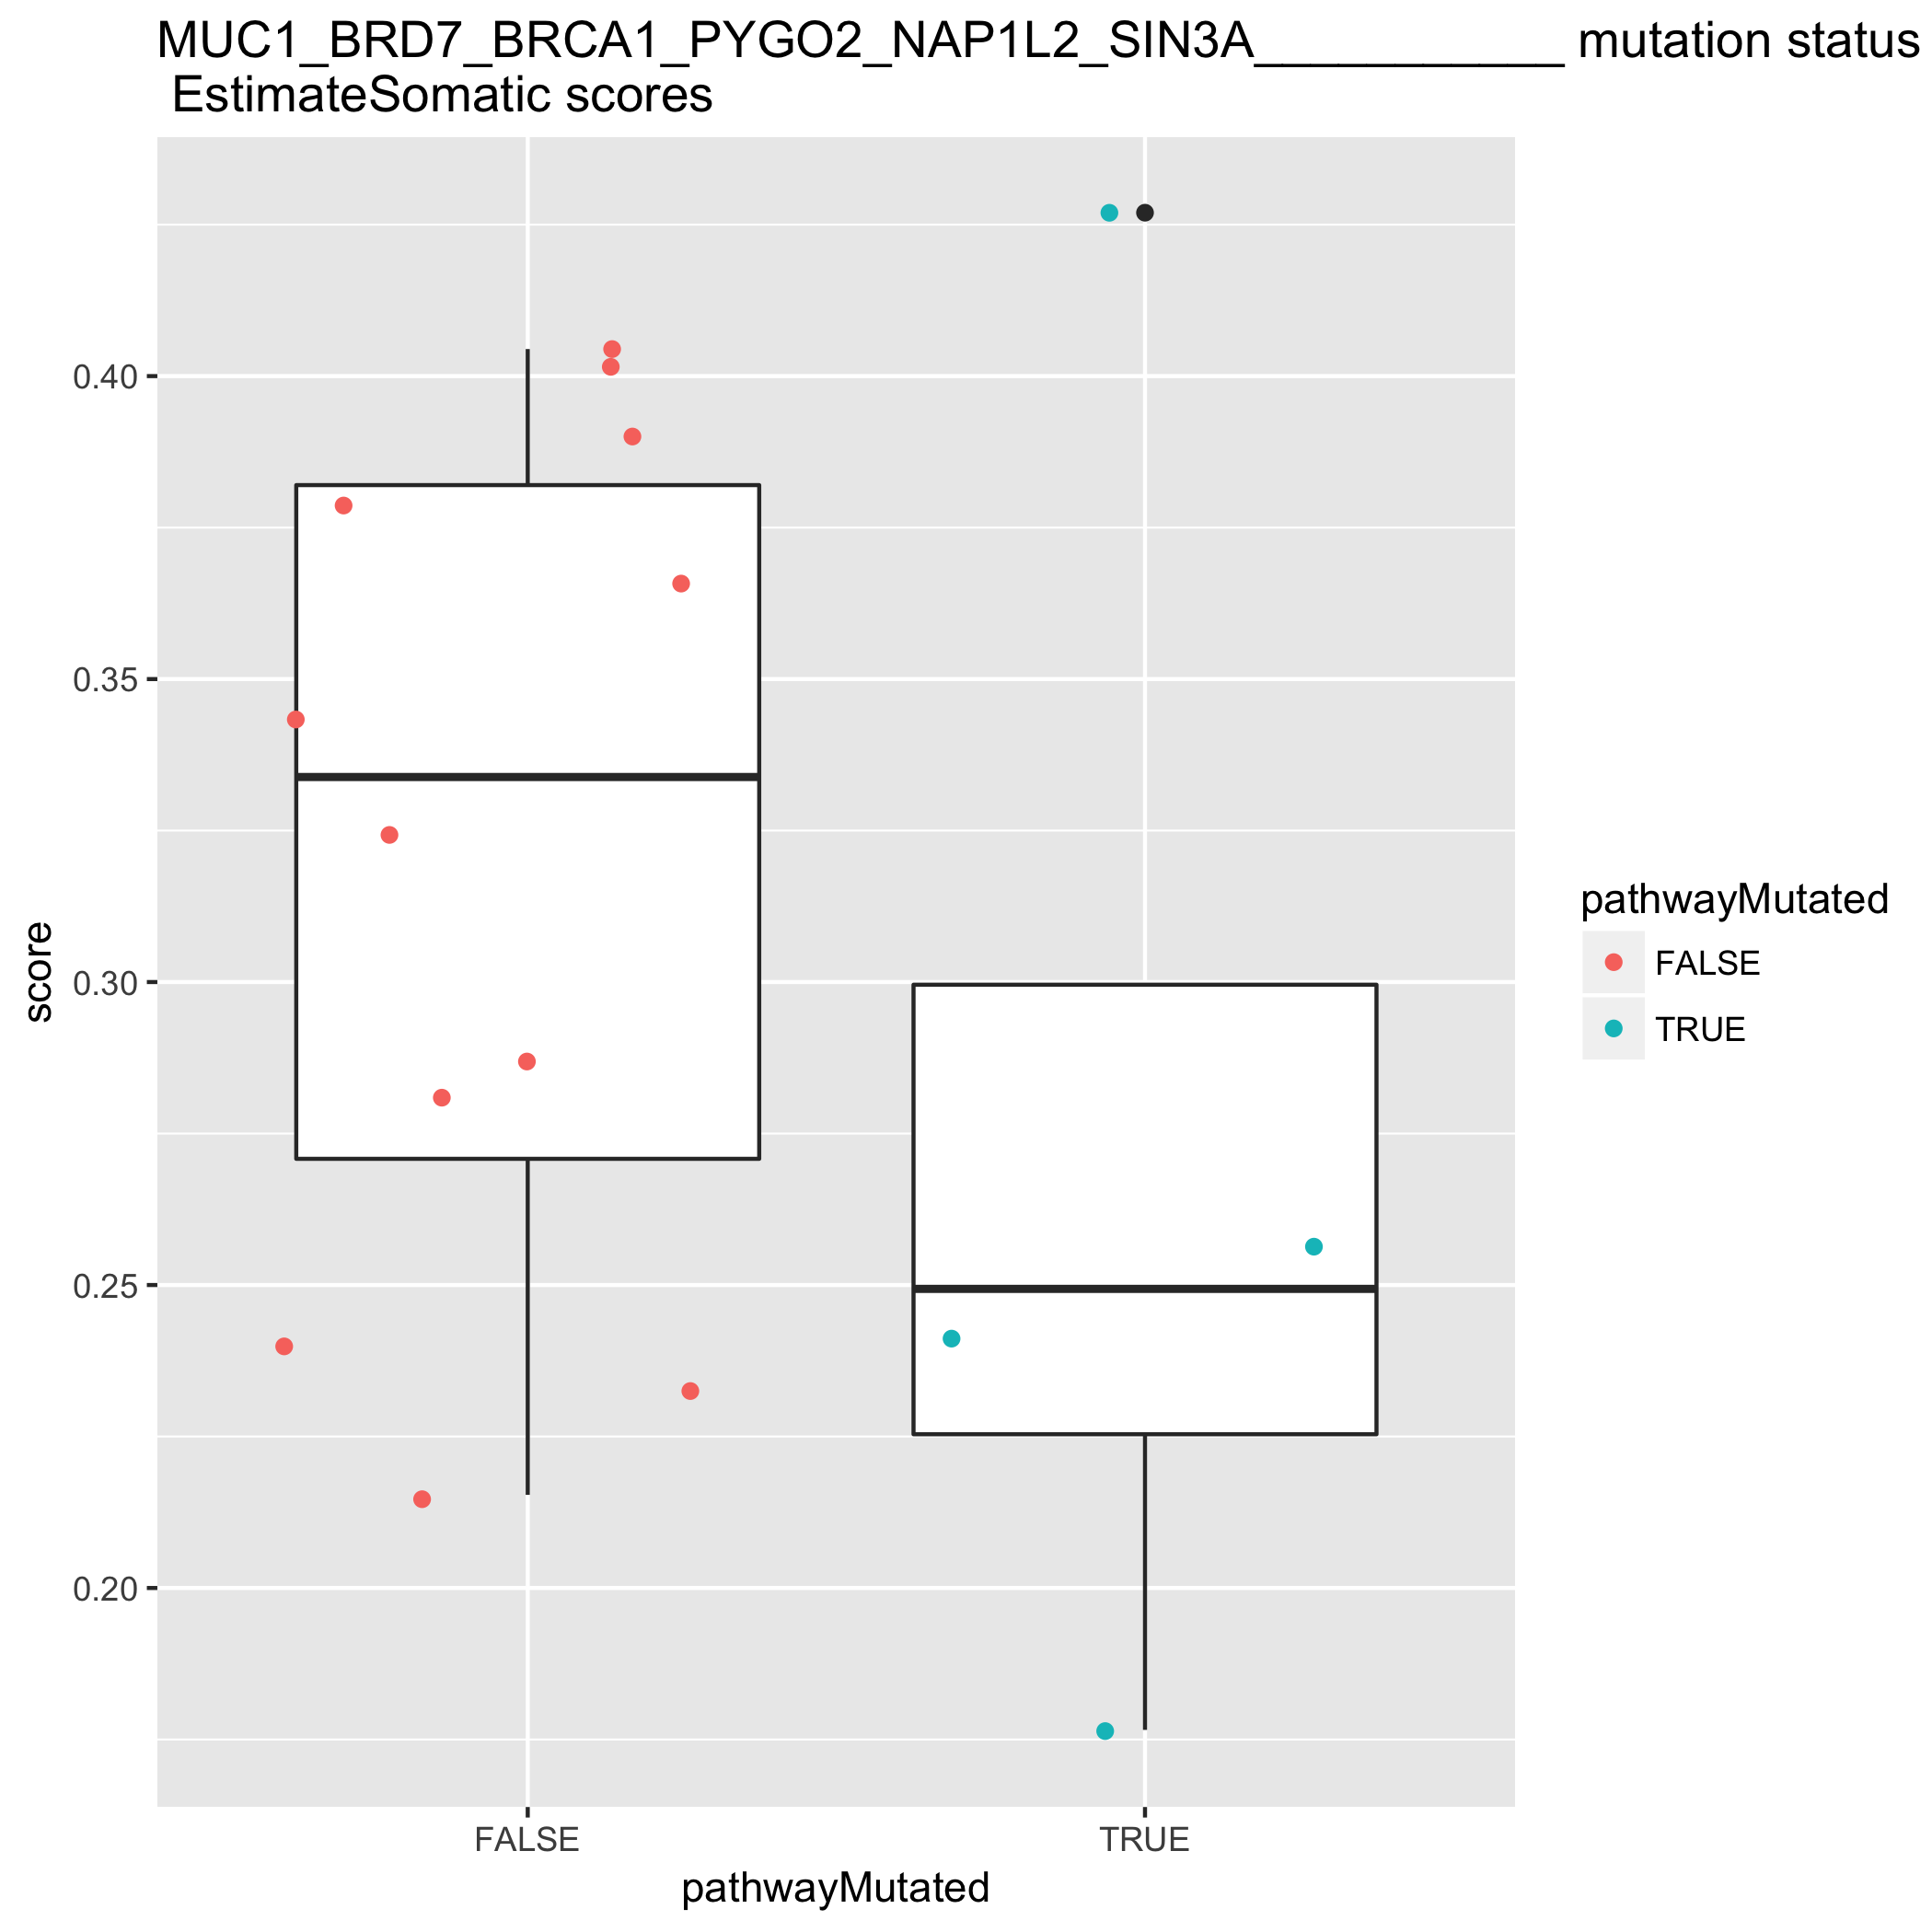 MUC1_BRD7_BRCA1_PYGO2_NAP1L2_SIN3A___________ mutation status
EstimateSomatic scores
0.40
0.35
0.30
0.25
0.20
score
FALSE
TRUE
pathwayMutated
pathwayMutated
FALSE
TRUE